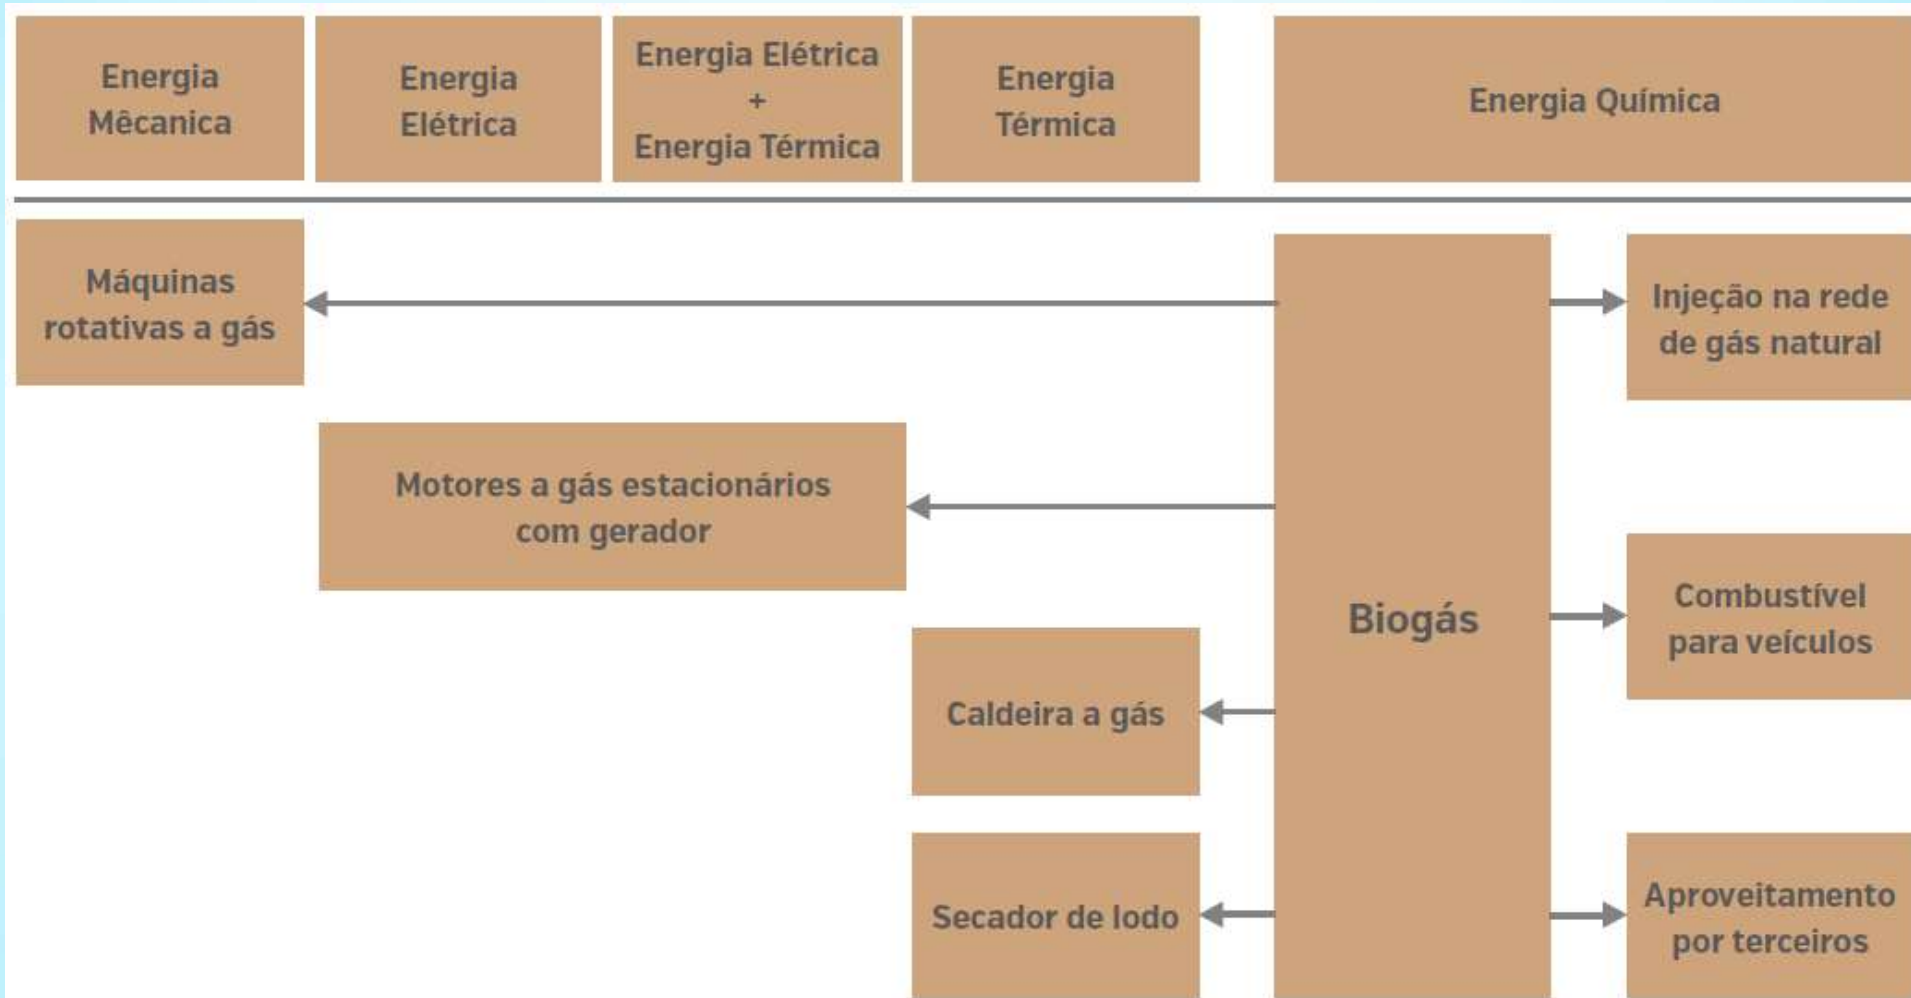 Energia
Mêcanica
Energia
Elétrica
Energia Elétrica
+
Energia Térmica
Energia
Térmica
Energia Química
Máquinas
rotativas a gás
Injeção na rede
de gás natural
Motores a gás estacionários
com gerador
Biogás
Combustível
para veículos
Caldeira a gás
Secador de lodo
Aproveitamento
por terceiros